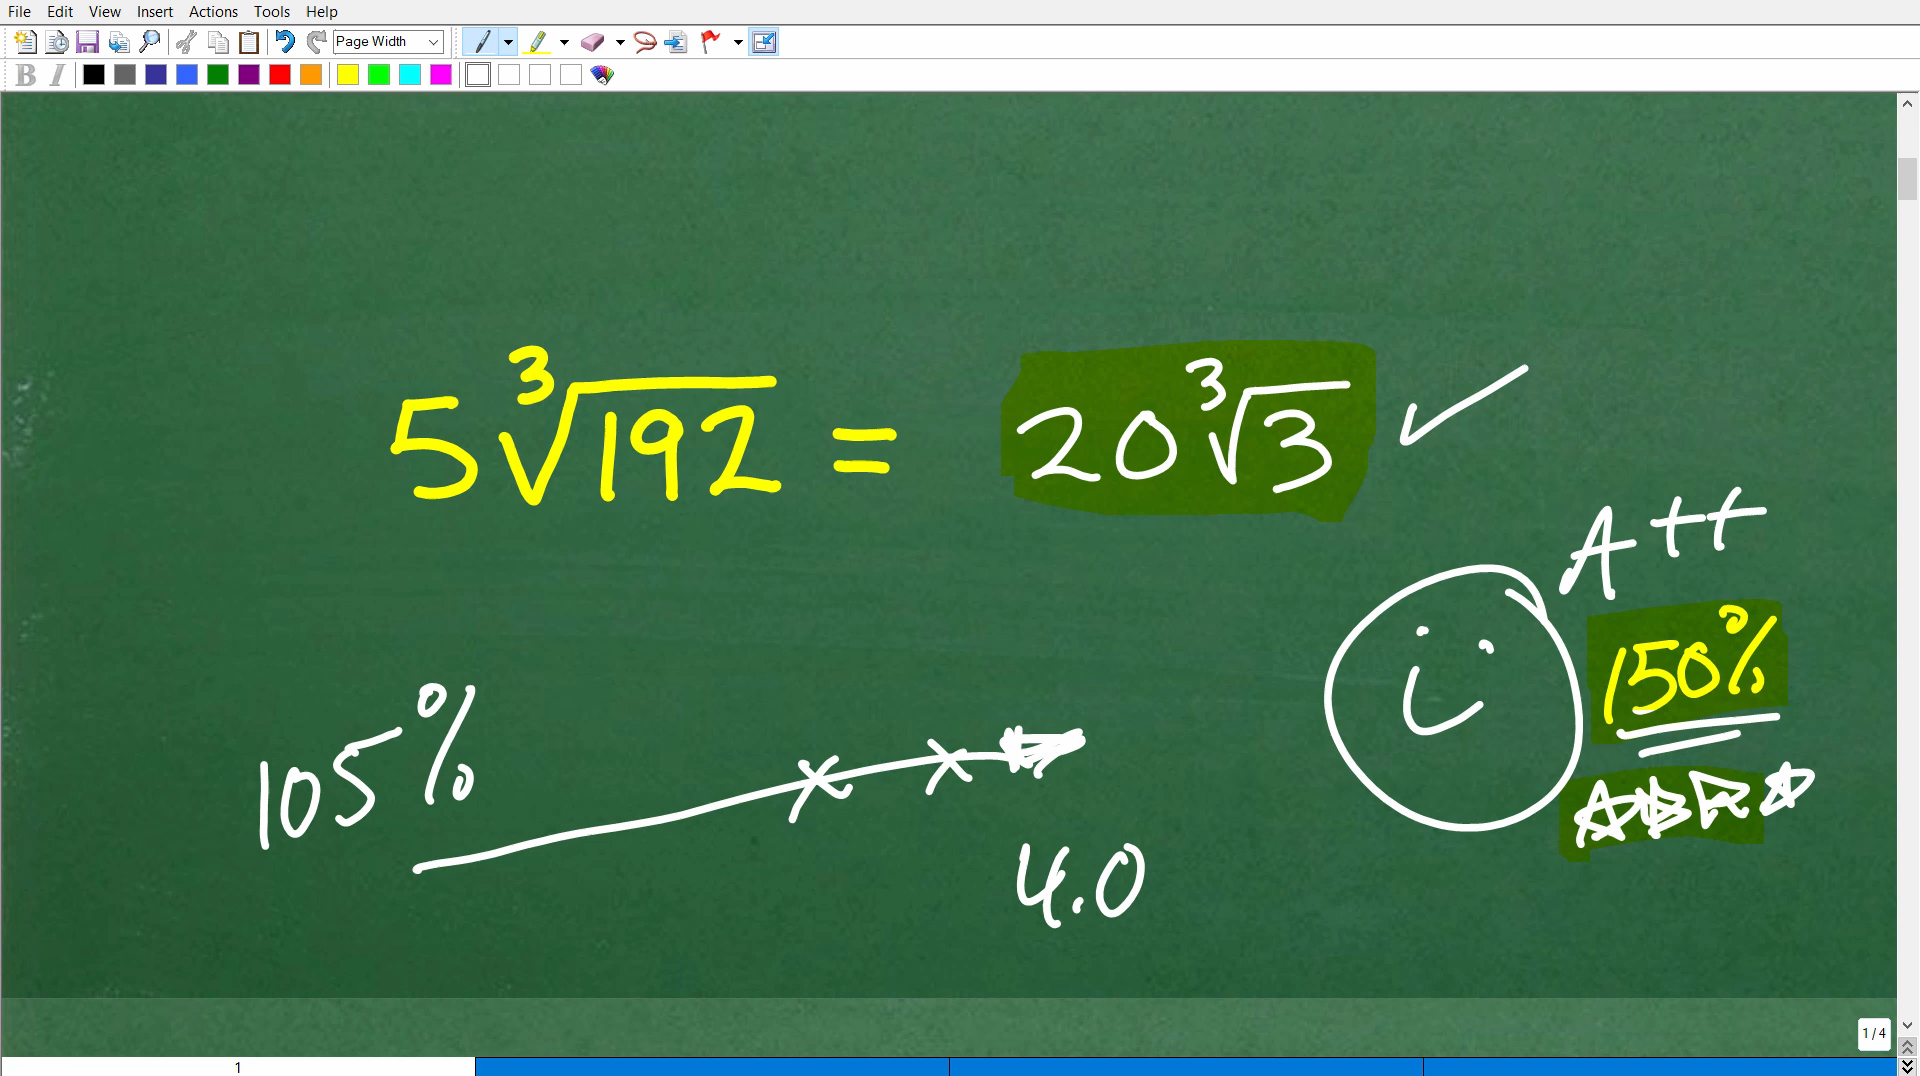 File Edit View Insert Actions Tools Help
Page Width
B I
5∛192 = 20∛3 ✓
A++
150%
105%
4.0
1/4
1